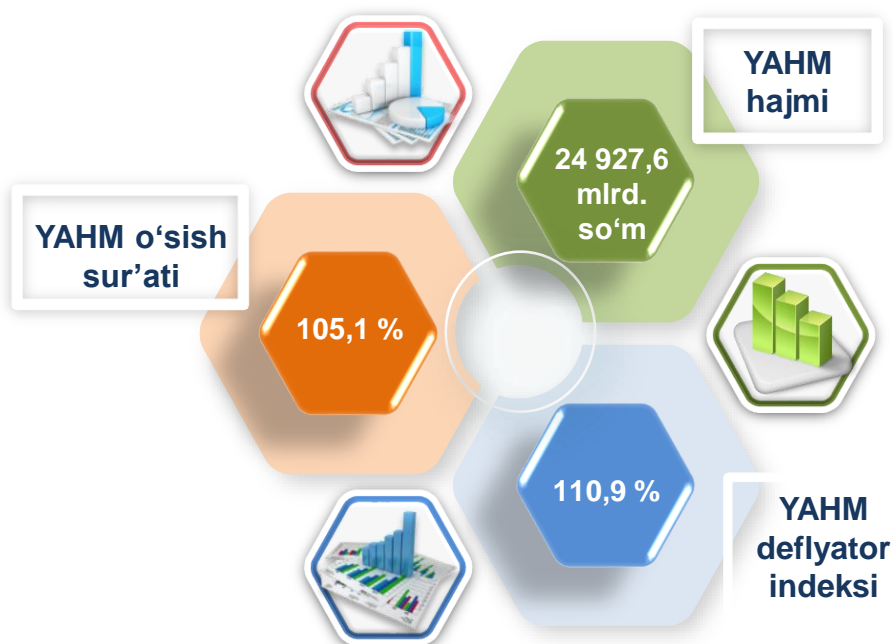 YAHM
hajmi
24 927,6
mlrd.
so‘m
YAHM o‘sish
sur’ati
105,1 %
110,9 %
YAHM
deflyator
indeksi